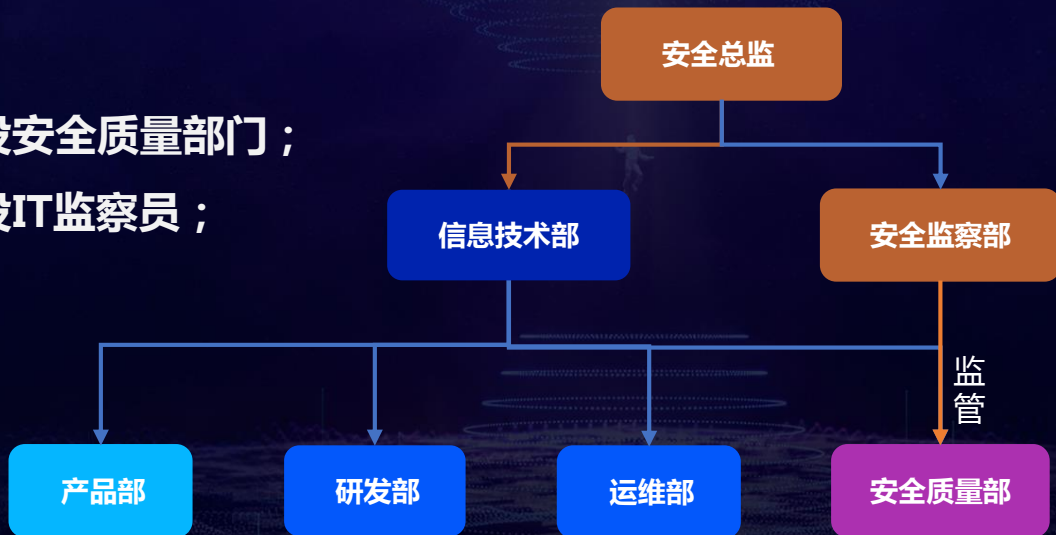 安全总监
设安全质量部门；
设IT监察员；
信息技术部
安全监察部
监
管
产品部
研发部
运维部
安全质量部